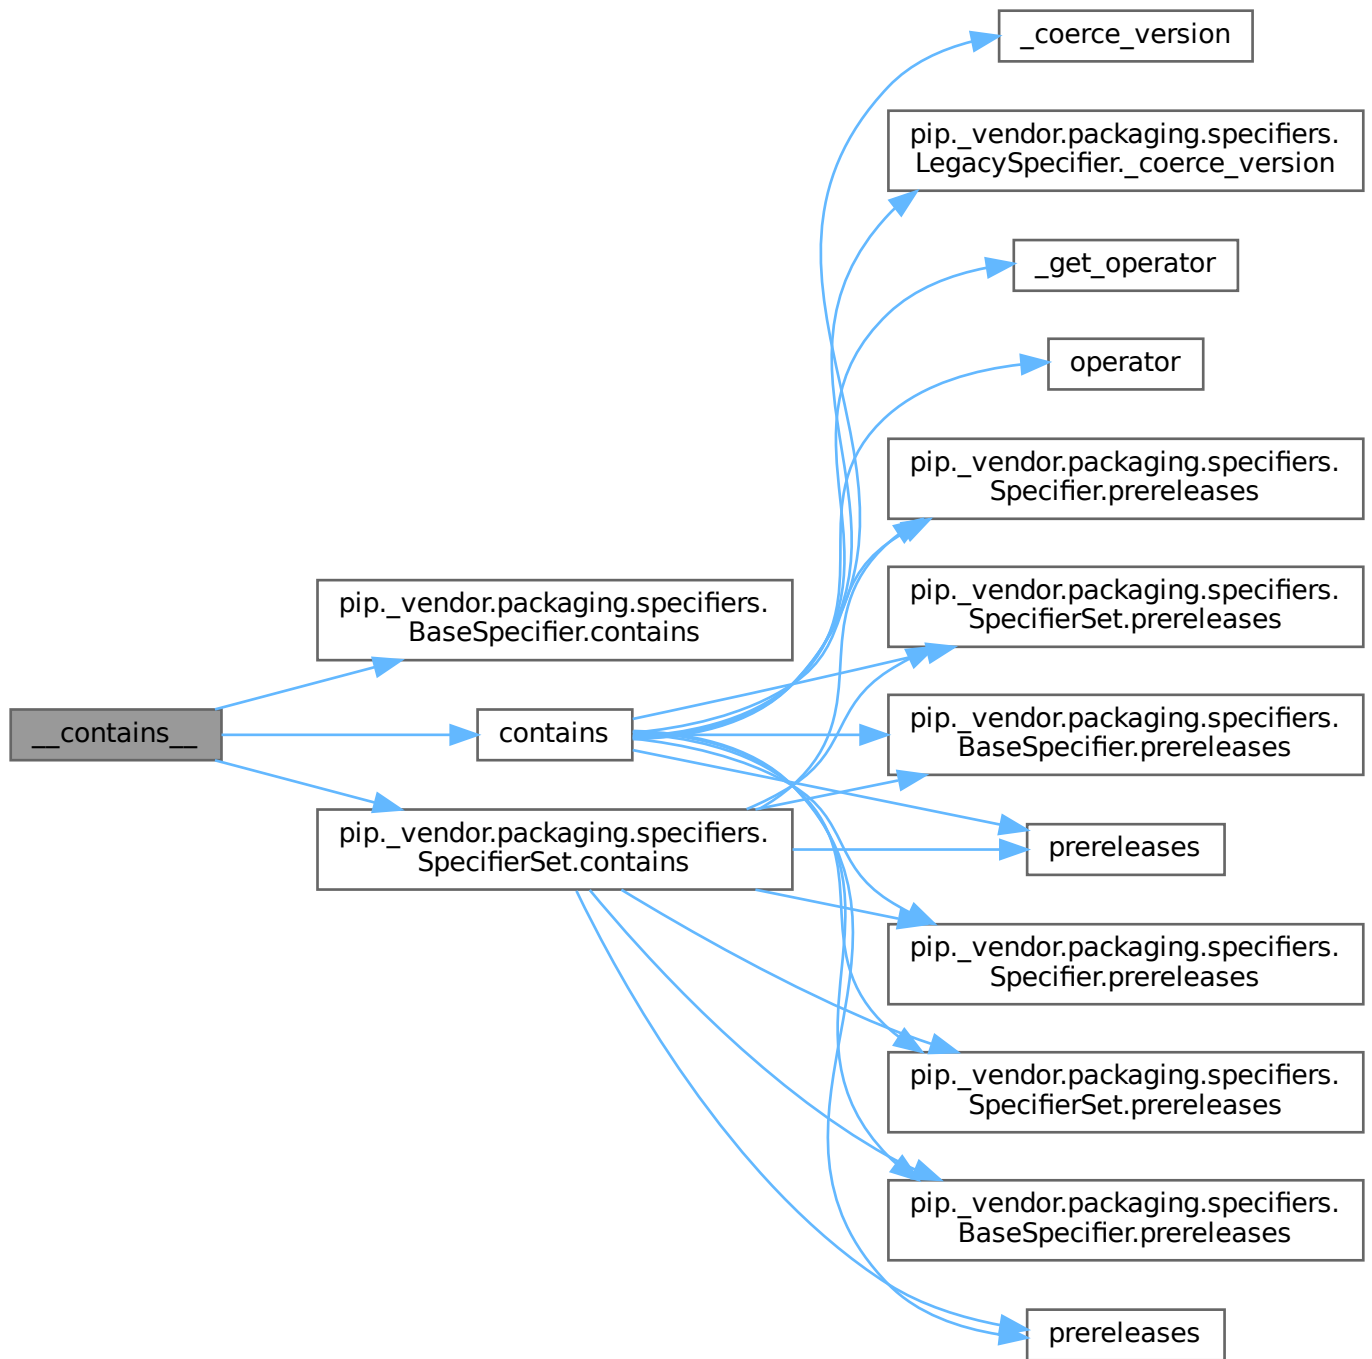 _coerce_version
pip._vendor.packaging.specifiers.
LegacySpecifier._coerce_version
_get_operator
operator
pip._vendor.packaging.specifiers.
Specifier.prereleases
pip._vendor.packaging.specifiers.
SpecifierSet.prereleases
pip._vendor.packaging.specifiers.
BaseSpecifier.contains
pip._vendor.packaging.specifiers.
BaseSpecifier.prereleases
__contains__
contains
pip._vendor.packaging.specifiers.
SpecifierSet.contains
prereleases
pip._vendor.packaging.specifiers.
Specifier.prereleases
pip._vendor.packaging.specifiers.
SpecifierSet.prereleases
pip._vendor.packaging.specifiers.
BaseSpecifier.prereleases
prereleases